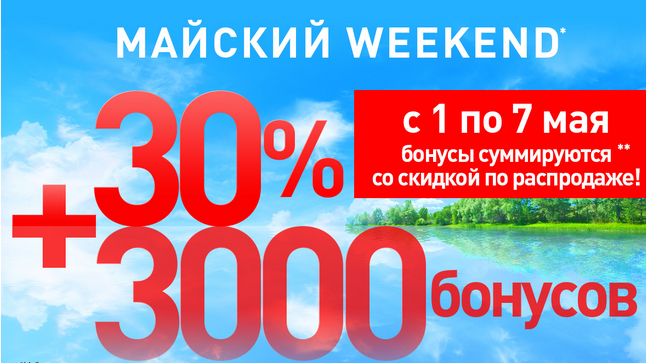 МАЙСКИЙ WEEKEND*
30%
с 1 по 7 мая
бонусы суммируются **
со скидкой по распродаже!
+
3000 бонусов